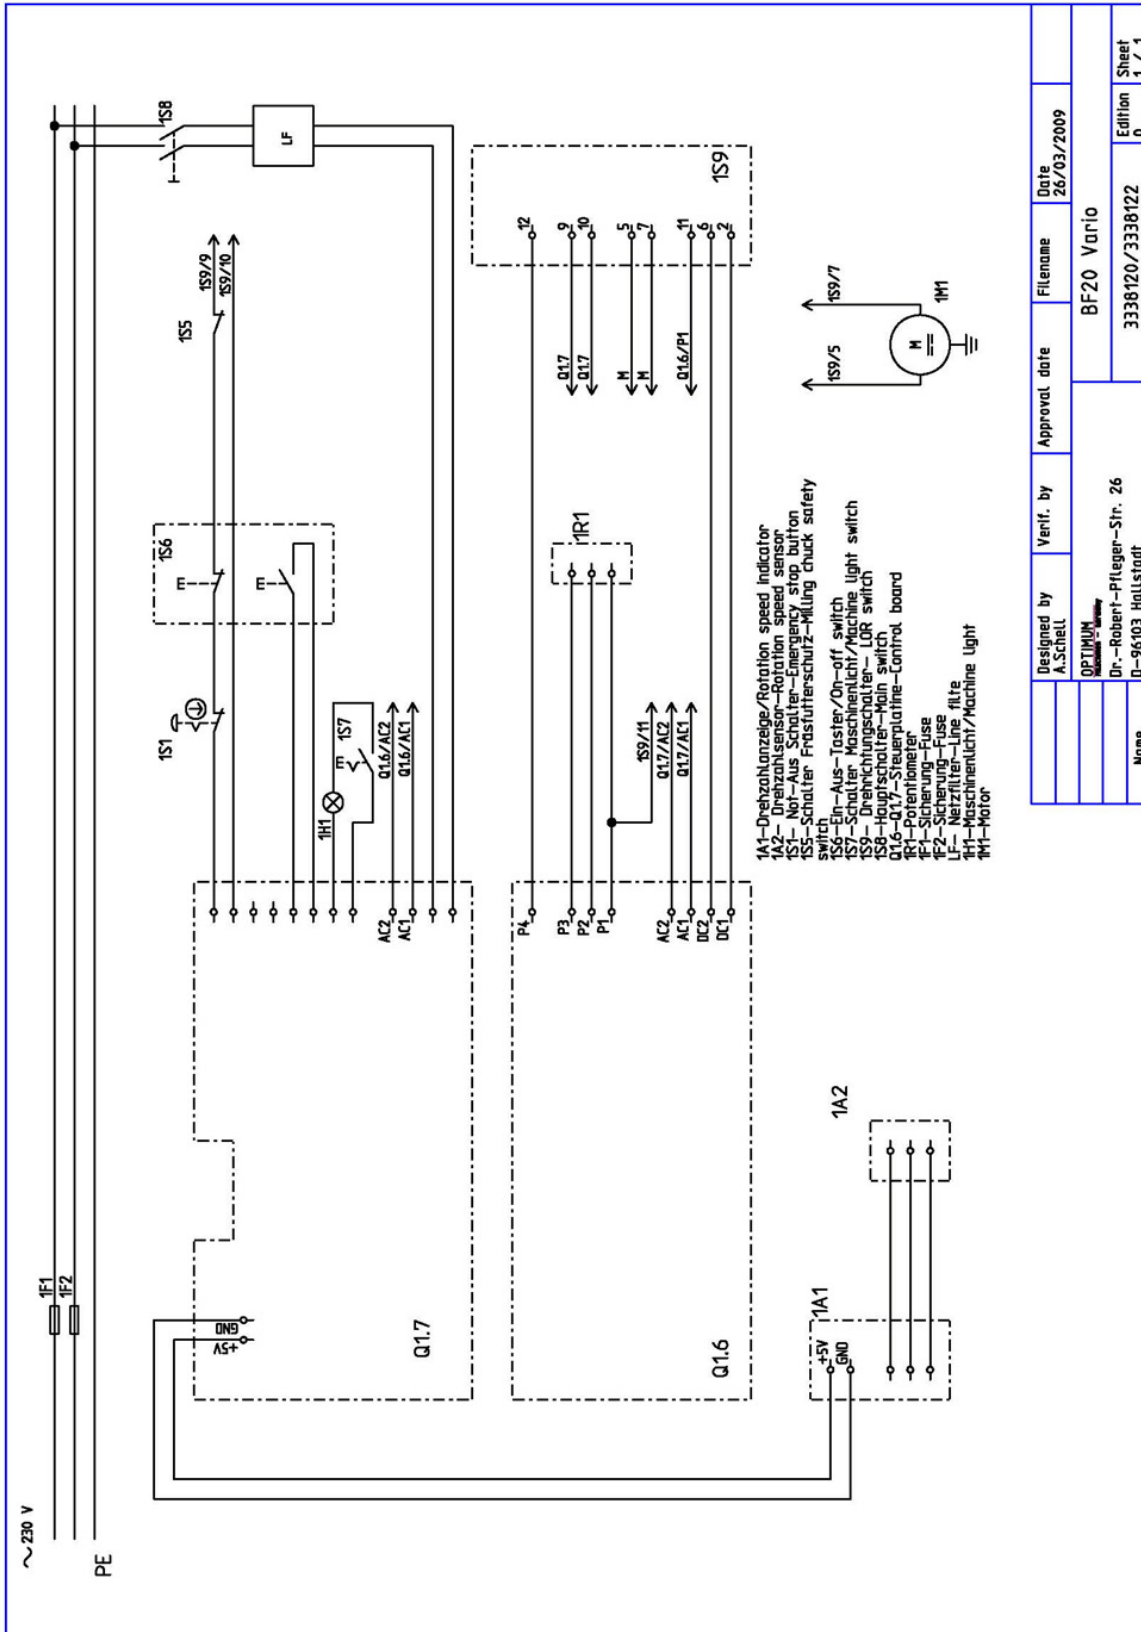 ~230 V
PE
1F1
1F2
1S8
LF
1S1
1S6
1S5
1S9/9
1S9/10
E
E
1H1
E
1S7
Q1.6/AC2
Q1.6/AC1
AC2
AC1
GND
+5V
Q1.7
P4
P3
P2
P1
AC2
AC1
DC2
DC1
Q1.6
1S9/11
Q1.7/AC2
Q1.7/AC1
1R1
Q1.7
Q1.7
M
M
Q1.6/P1
12
9
10
5
7
11
6
2
1S9
1A1
+5V
GND
1A2
1S9/5
1S9/7
M
1M1
1A1-Drehzahlanzeige/Rotation speed indicator
1A2- Drehzahlsensor-Rotation speed sensor
1S1- Not-Aus Schalter-Emergency stop button
1S5-Schalter Fräsfutterschutz-Milling chuck safety
switch
1S6-Ein-Aus-Taster/On-off switch
1S7-Schalter Maschinenlicht/Machine light switch
1S9- Drehrichtungschalter- LOR switch
1S8-Hauptschalter-Main switch
Q1.6-Q1.7-Steuerplatine-Control board
1R1-Potentiometer
1F1-Sicherung-Fuse
1F2-Sicherung-Fuse
LF- Netzfilter-Line filte
1H1-Maschinenlicht/Machine light
1M1-Motor
Designed by
A.Schell
Verif. by
Approval date
Filename
Date
26/03/2009
OPTIMUM
Dr.-Robert-Pfleger-Str. 26
D-96103 Hallstadt
BF20 Vario
3338120/3338122
Edition
0
Sheet
1 / 1
Name